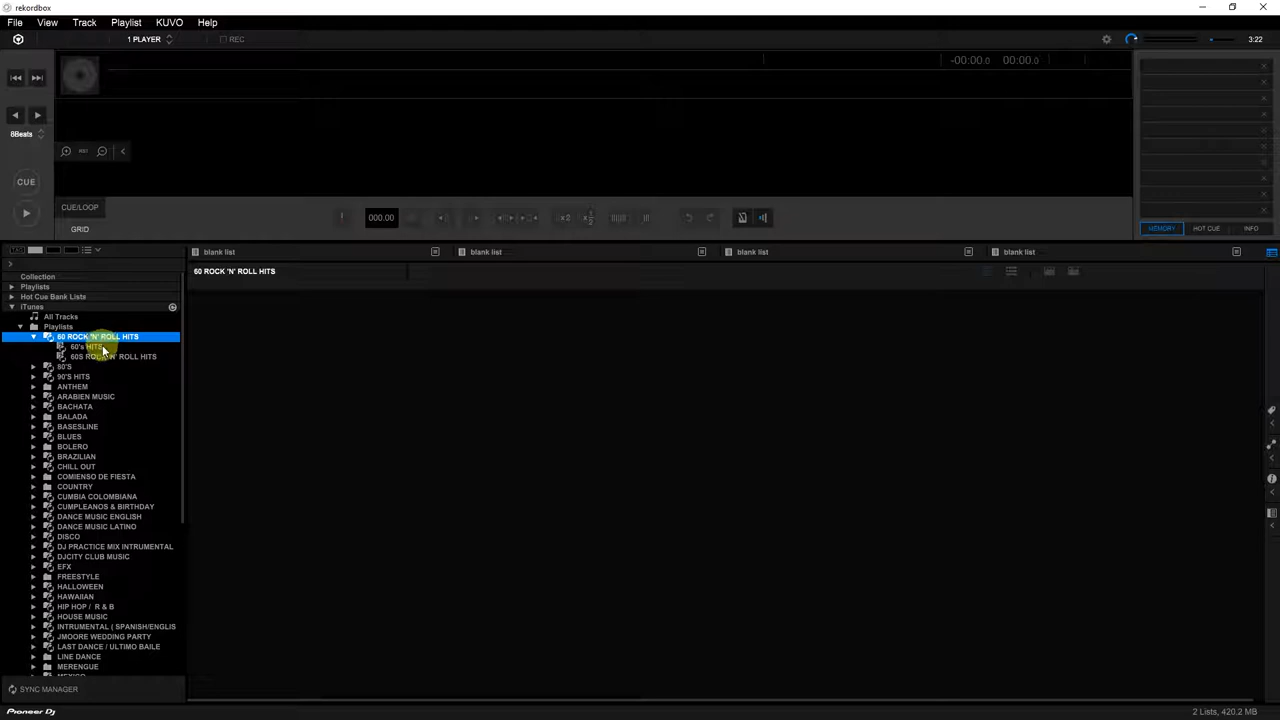 rekordbox
File View Track Playlist KUVO Help
1 PLAYER REC 3:22
-00:00.0 00:00.0
8Beats
RST
CUE
CUE/LOOP
000.00 x2 x1/2
GRID
MEMORY HOT CUE INFO
blank list blank list blank list blank list
60 ROCK 'N' ROLL HITS
Collection
Playlists
Hot Cue Bank Lists
iTunes
All Tracks
Playlists
60 ROCK 'N' ROLL HITS
60's HITS
60S ROCK 'N' ROLL HITS
80'S
90'S HITS
ANTHEM
ARABIEN MUSIC
BACHATA
BALADA
BASESLINE
BLUES
BOLERO
BRAZILIAN
CHILL OUT
COMIENSO DE FIESTA
COUNTRY
CUMBIA COLOMBIANA
CUMPLEANOS & BIRTHDAY
DANCE MUSIC ENGLISH
DANCE MUSIC LATINO
DISCO
DJ PRACTICE MIX INTRUMENTAL
DJCITY CLUB MUSIC
EFX
FREESTYLE
HALLOWEEN
HAWAIIAN
HIP HOP / R & B
HOUSE MUSIC
INTRUMENTAL ( SPANISH/ENGLIS
JMOORE WEDDING PARTY
LAST DANCE / ULTIMO BAILE
LINE DANCE
MERENGUE
SYNC MANAGER
Pioneer Dj 2 Lists, 420.2 MB